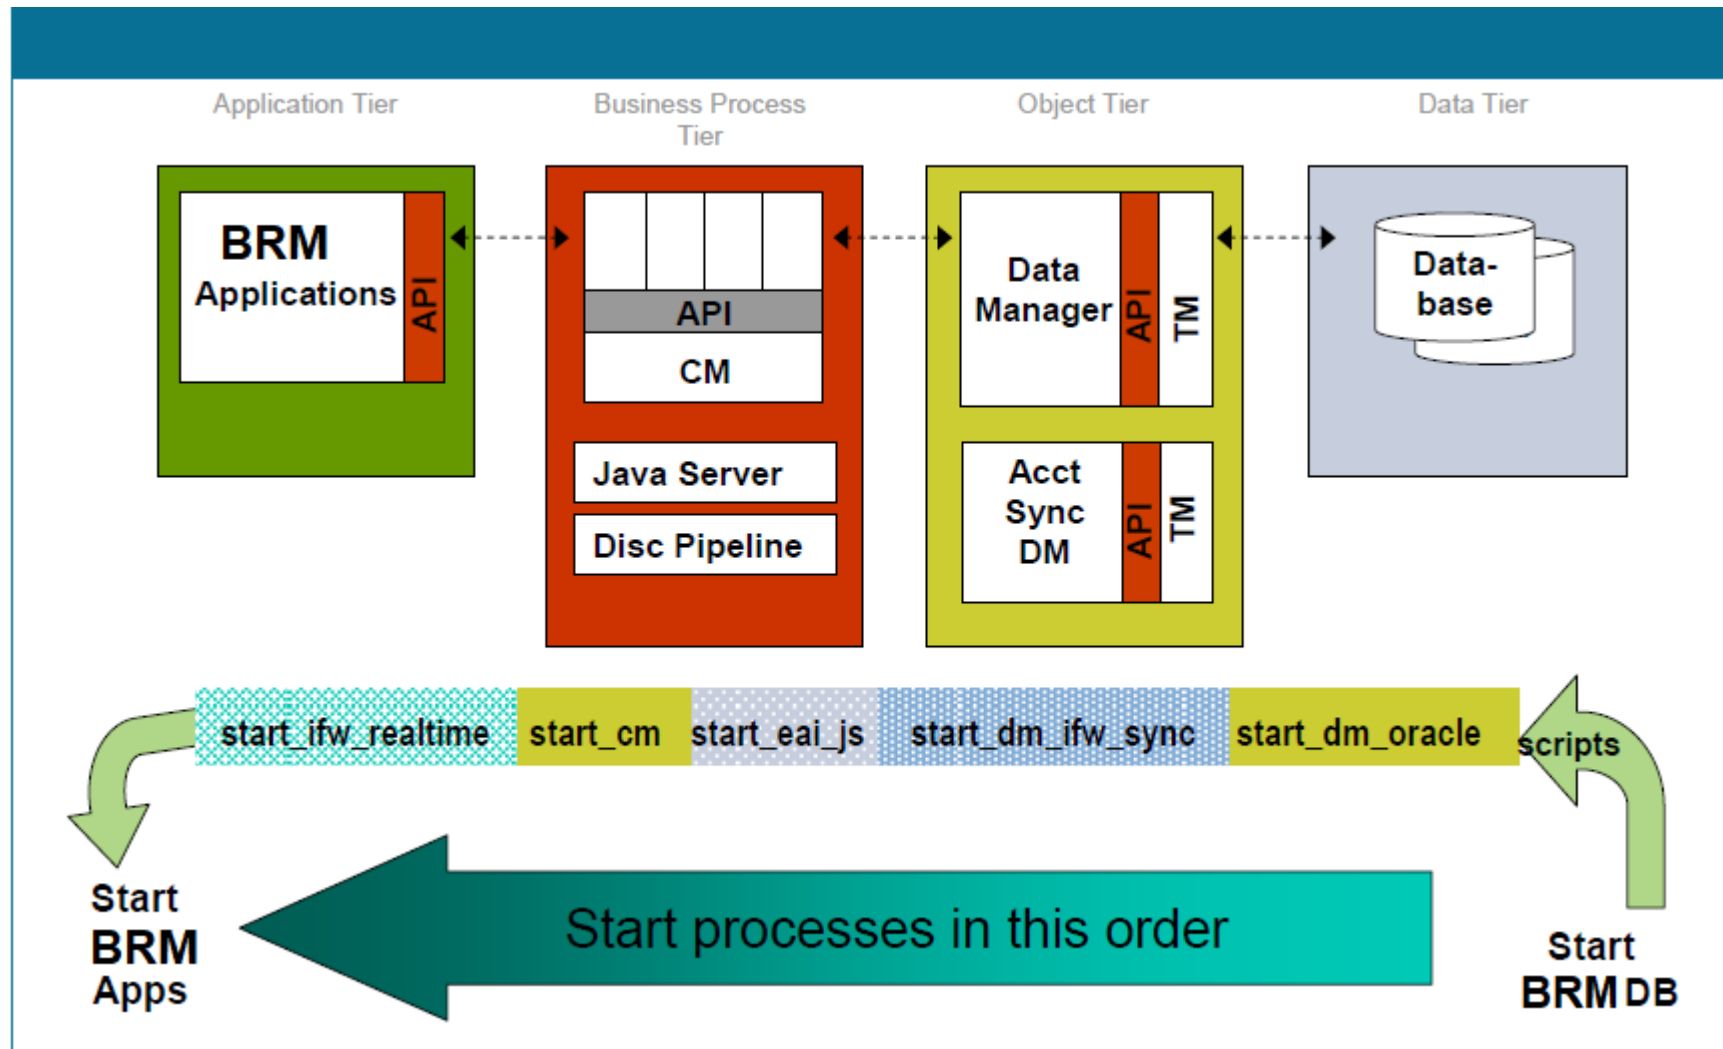 Application Tier
Business Process
Tier
Object Tier
Data Tier
BRM
Applications
API
API
CM
Java Server
Disc Pipeline
Data
Manager
API
TM
Acct
Sync
DM
API
TM
Data-
base
start_ifw_realtime
start_cm
start_eai_js
start_dm_ifw_sync
start_dm_oracle
scripts
Start
BRM
Apps
Start processes in this order
Start
BRM DB